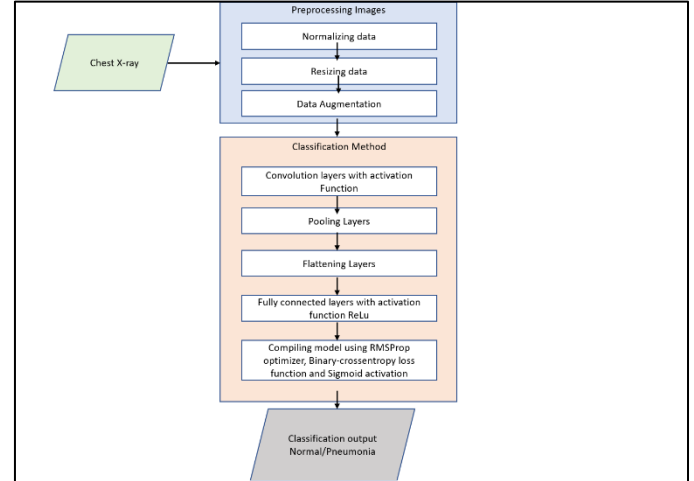 Preprocessing Images
Normalizing data
Chest X-ray
Resizing data
Data Augmentation
Classification Method
Convolution layers with activation
Function
Pooling Layers
Flattening Layers
Fully connected layers with activation
function ReLu
Compiling model using RMSProp
optimizer, Binary-crossentropy loss
function and Sigmoid activation
Classification output
Normal/Pneumonia